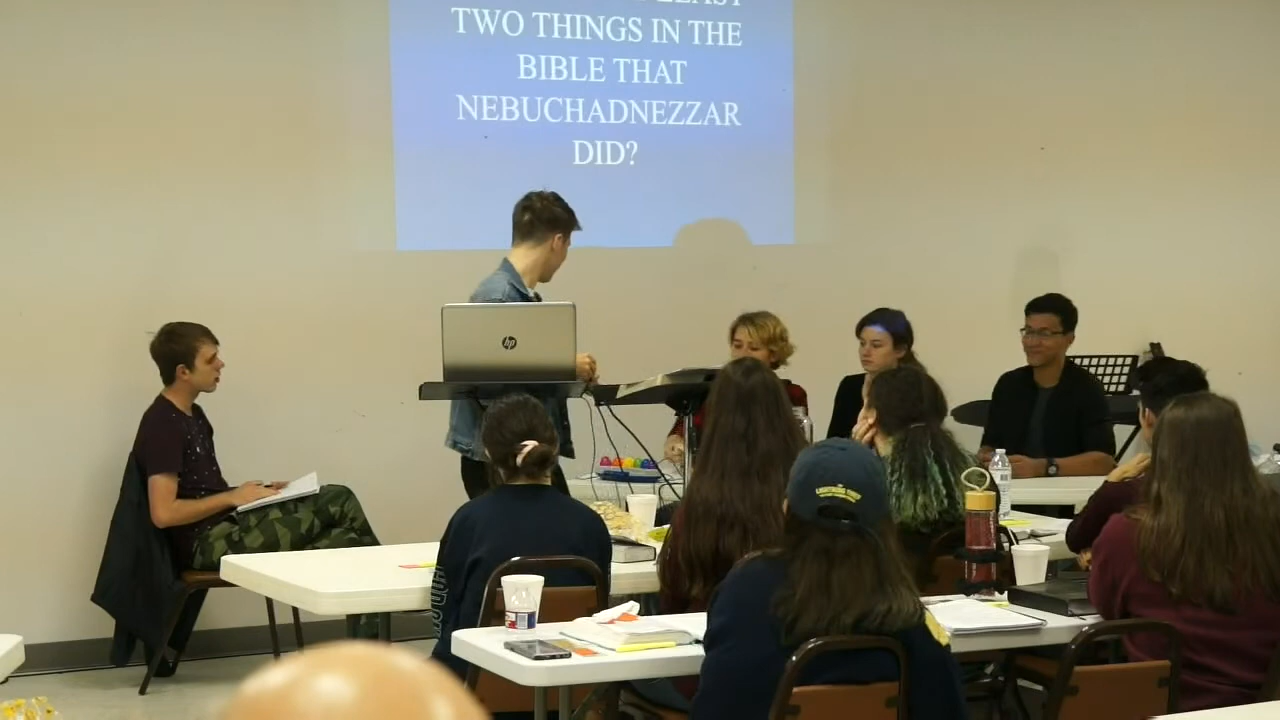 TWO THINGS IN THE
BIBLE THAT
NEBUCHADNEZZAR
DID?
hp